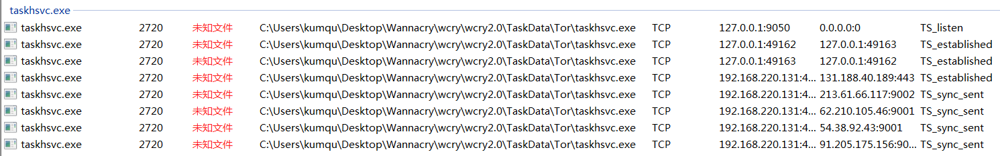 taskhsvc.exe
taskhsvc.exe 2720 未知文件 C:\Users\kumqu\Desktop\Wannacry\wcry\wcry2.0\TaskData\Tor\taskhsvc.exe TCP 127.0.0.1:9050 0.0.0.0:0 TS_listen
taskhsvc.exe 2720 未知文件 C:\Users\kumqu\Desktop\Wannacry\wcry\wcry2.0\TaskData\Tor\taskhsvc.exe TCP 127.0.0.1:49162 127.0.0.1:49163 TS_established
taskhsvc.exe 2720 未知文件 C:\Users\kumqu\Desktop\Wannacry\wcry\wcry2.0\TaskData\Tor\taskhsvc.exe TCP 127.0.0.1:49163 127.0.0.1:49162 TS_established
taskhsvc.exe 2720 未知文件 C:\Users\kumqu\Desktop\Wannacry\wcry\wcry2.0\TaskData\Tor\taskhsvc.exe TCP 192.168.220.131:4... 131.188.40.189:443 TS_established
taskhsvc.exe 2720 未知文件 C:\Users\kumqu\Desktop\Wannacry\wcry\wcry2.0\TaskData\Tor\taskhsvc.exe TCP 192.168.220.131:4... 213.61.66.117:9002 TS_sync_sent
taskhsvc.exe 2720 未知文件 C:\Users\kumqu\Desktop\Wannacry\wcry\wcry2.0\TaskData\Tor\taskhsvc.exe TCP 192.168.220.131:4... 62.210.105.46:9001 TS_sync_sent
taskhsvc.exe 2720 未知文件 C:\Users\kumqu\Desktop\Wannacry\wcry\wcry2.0\TaskData\Tor\taskhsvc.exe TCP 192.168.220.131:4... 54.38.92.43:9001 TS_sync_sent
taskhsvc.exe 2720 未知文件 C:\Users\kumqu\Desktop\Wannacry\wcry\wcry2.0\TaskData\Tor\taskhsvc.exe TCP 192.168.220.131:4... 91.205.175.156:90... TS_sync_sent